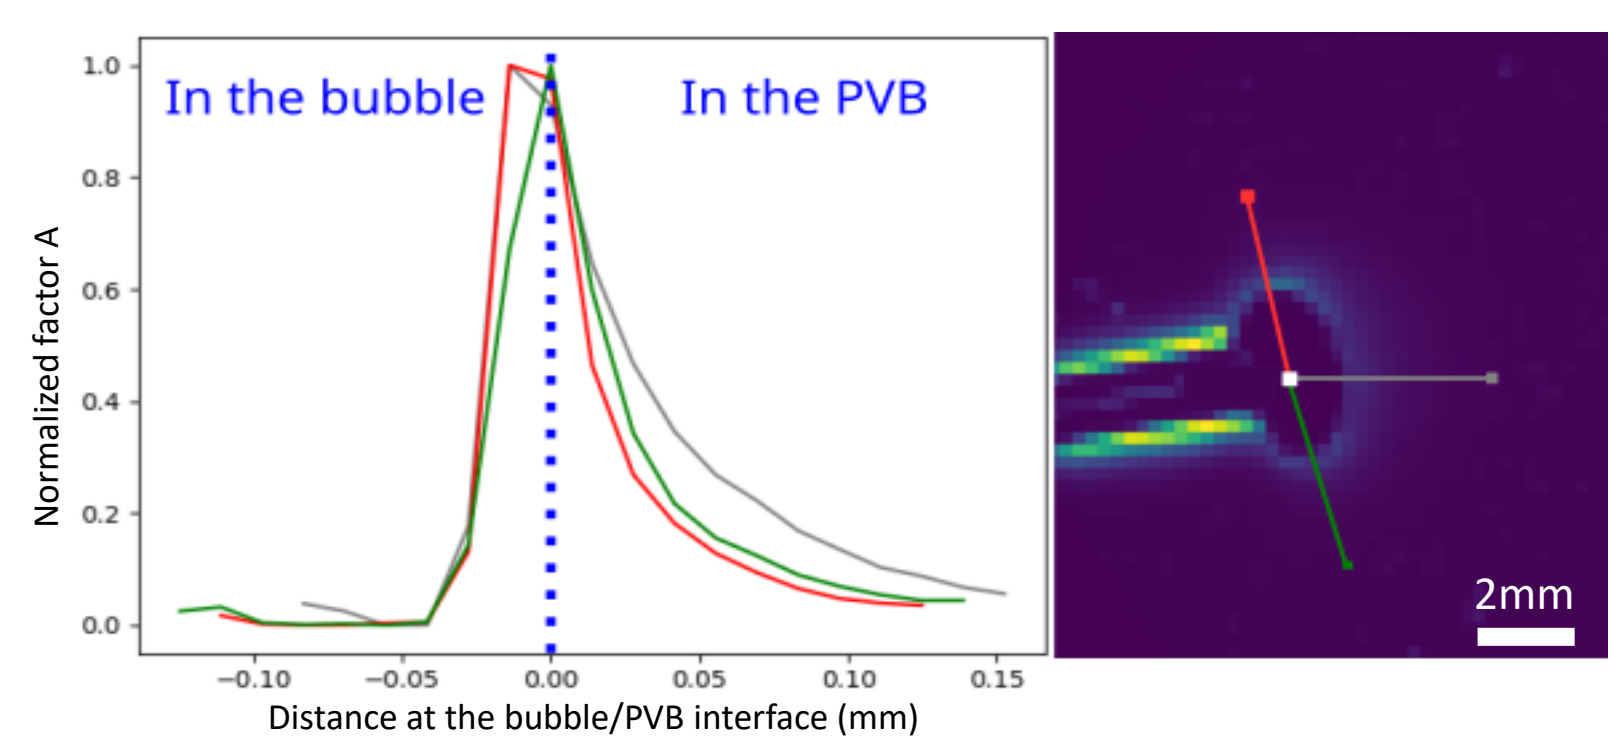 In the bubble
In the PVB
Normalized factor A
1.0
0.8
0.6
0.4
0.2
0.0
−0.10
−0.05
0.00
0.05
0.10
0.15
Distance at the bubble/PVB interface (mm)
2mm